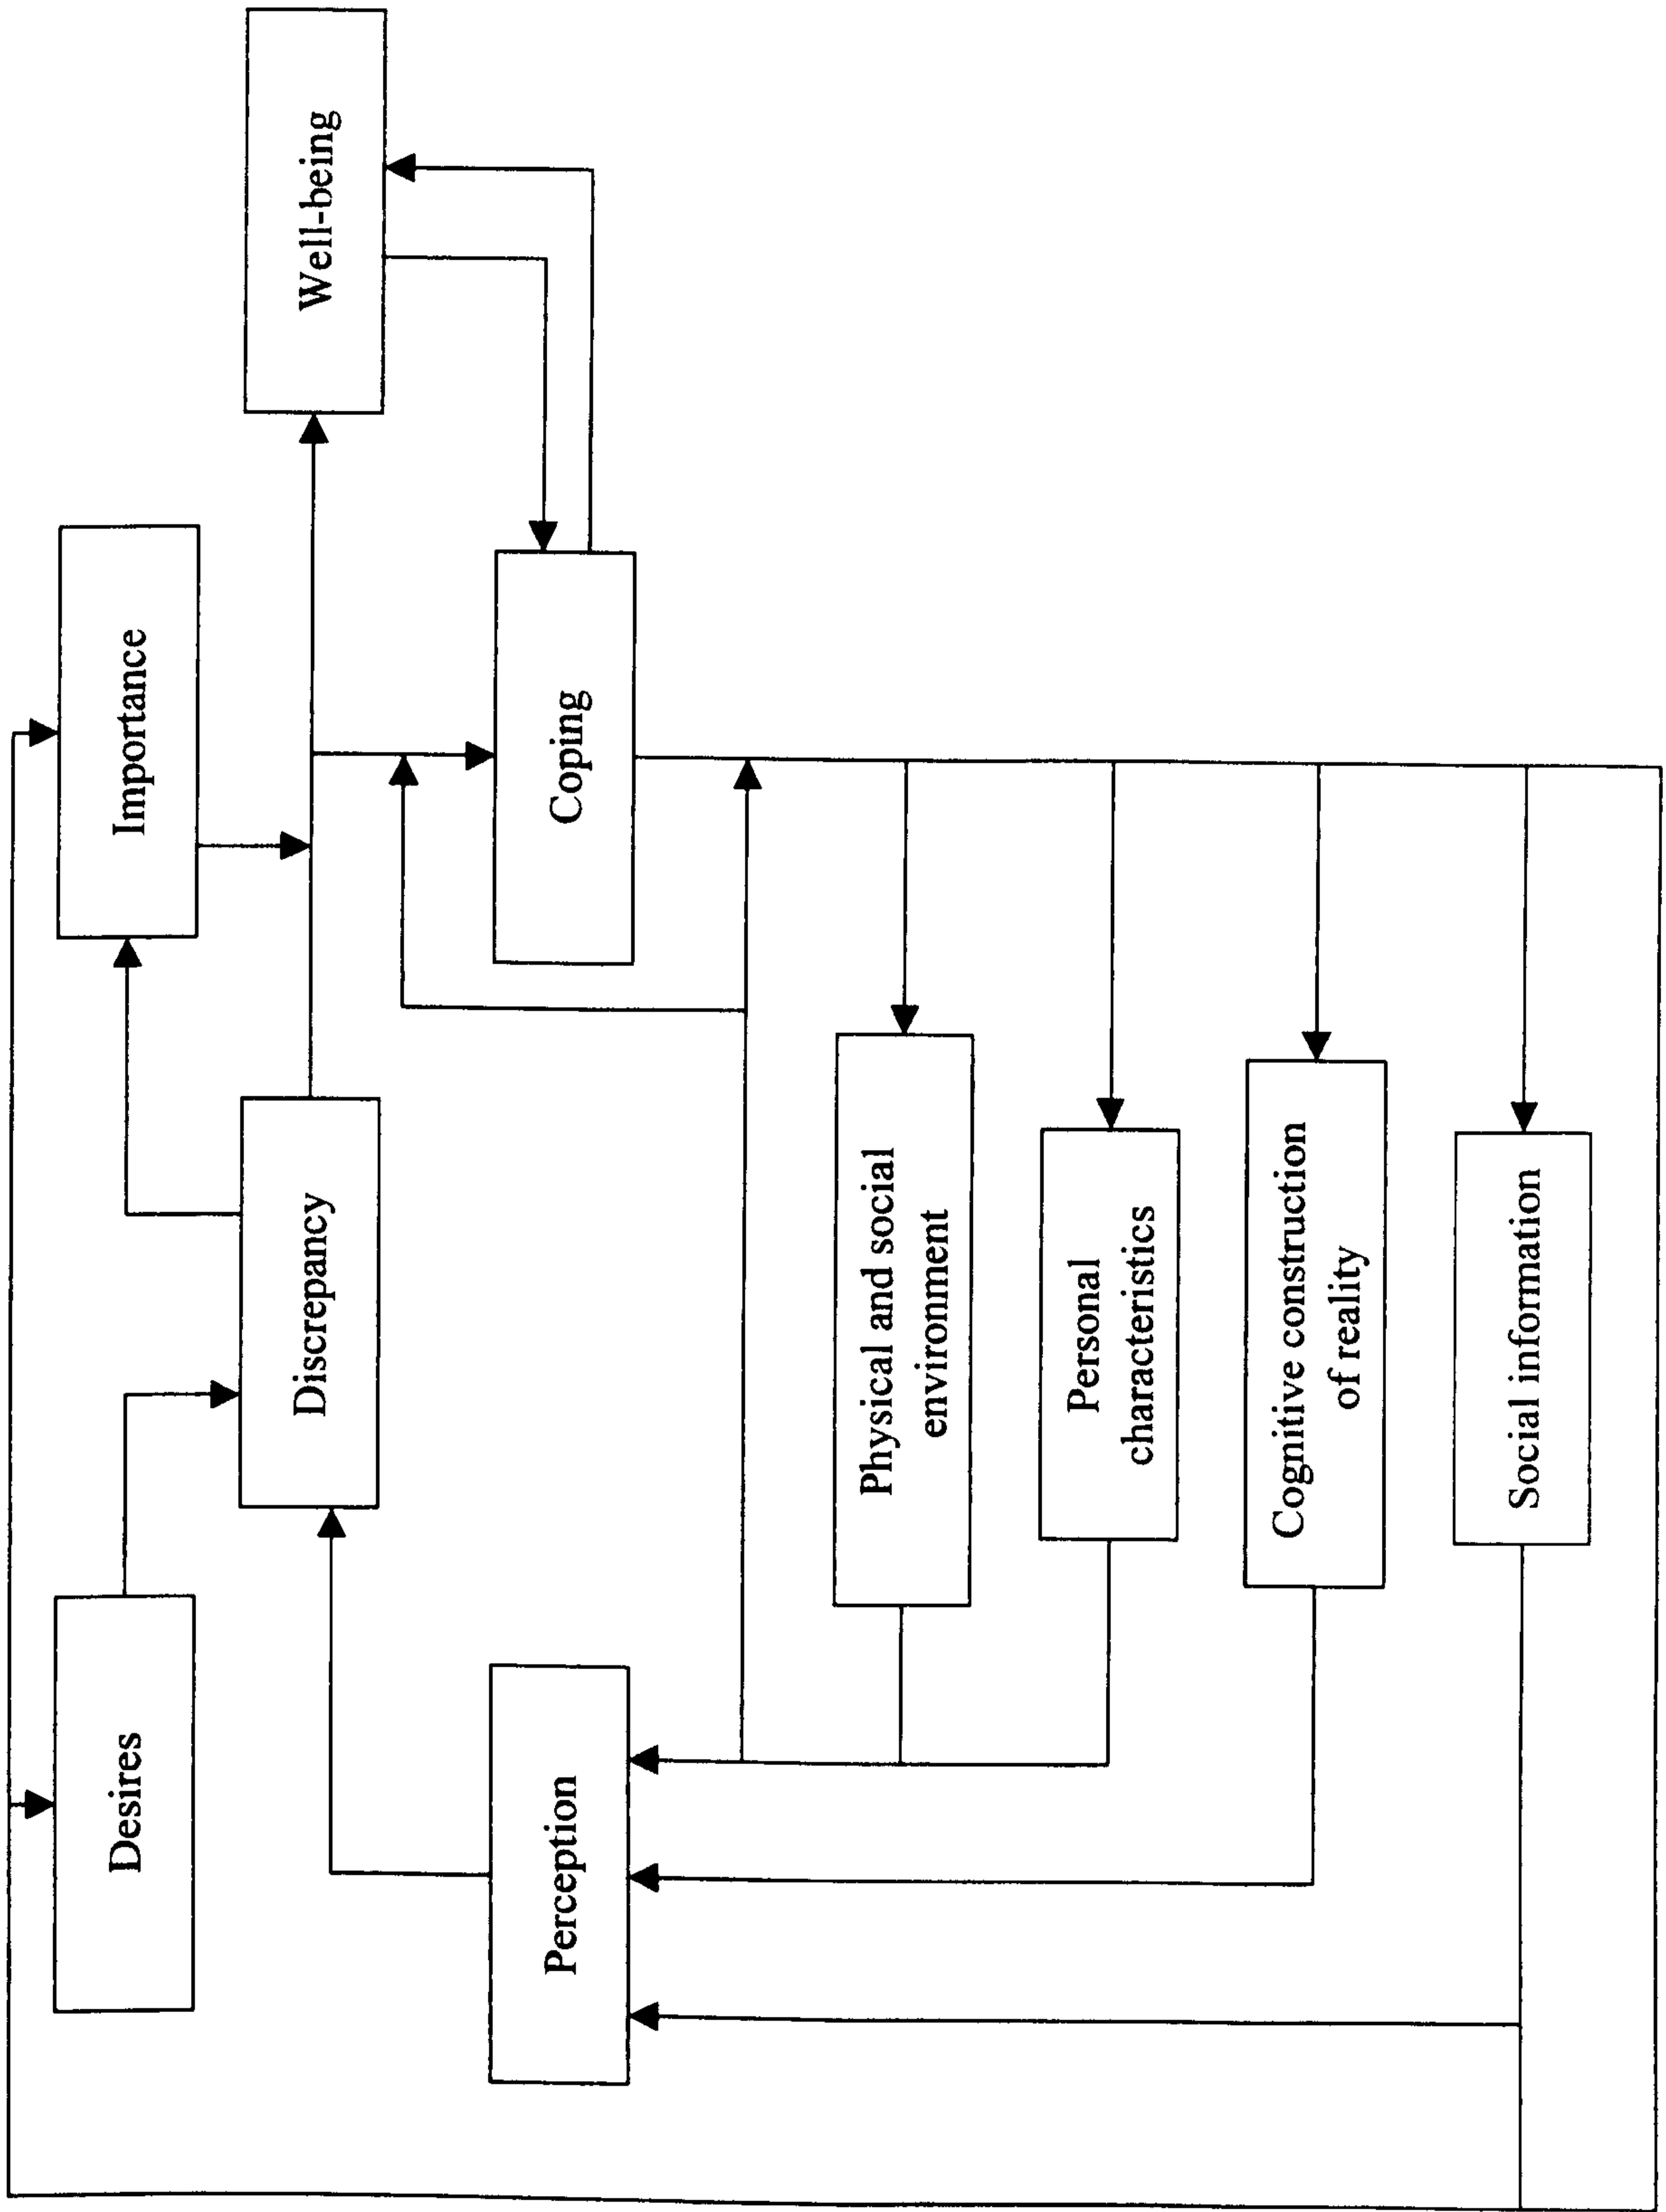 Desires
Importance
Discrepancy
Well-being
Perception
Coping
Physical and social
environment
Personal
characteristics
Cognitive construction
of reality
Social information